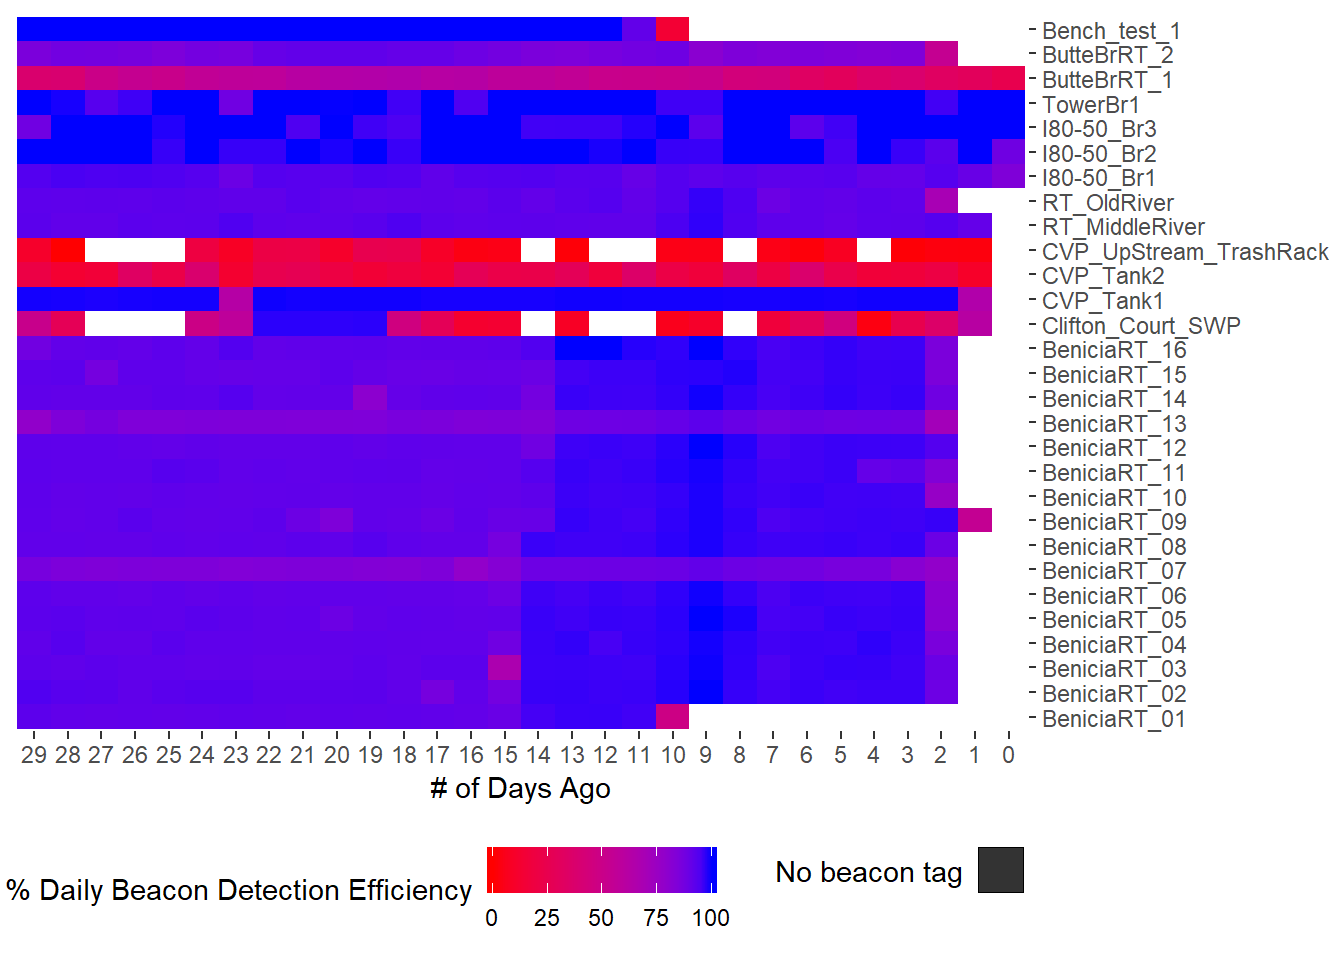 Bench_test_1
ButteBrRT_2
ButteBrRT_1
TowerBr1
I80-50_Br3
I80-50_Br2
I80-50_Br1
RT_OldRiver
RT_MiddleRiver
CVP_UpStream_TrashRack
CVP_Tank2
CVP_Tank1
Clifton_Court_SWP
BeniciaRT_16
BeniciaRT_15
BeniciaRT_14
BeniciaRT_13
BeniciaRT_12
BeniciaRT_11
BeniciaRT_10
BeniciaRT_09
BeniciaRT_08
BeniciaRT_07
BeniciaRT_06
BeniciaRT_05
BeniciaRT_04
BeniciaRT_03
BeniciaRT_02
BeniciaRT_01
29 28 27 26 25 24 23 22 21 20 19 18 17 16 15 14 13 12 11 10 9 8 7 6 5 4 3 2 1 0
# of Days Ago
% Daily Beacon Detection Efficiency
0 25 50 75 100
No beacon tag